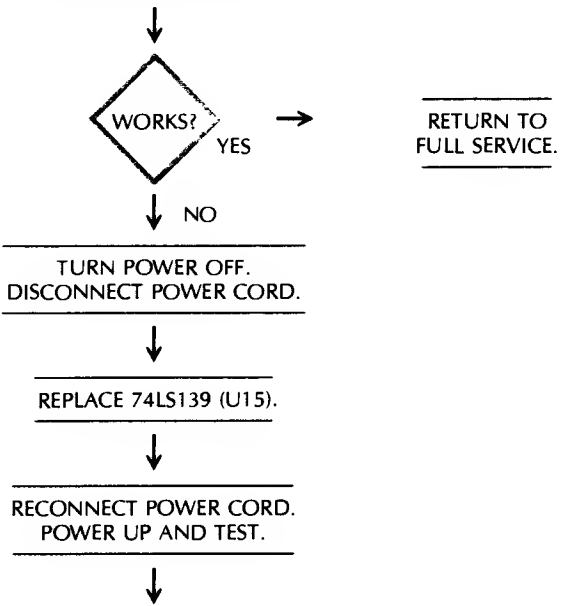 WORKS?
YES
RETURN TO
FULL SERVICE.
NO
TURN POWER OFF.
DISCONNECT POWER CORD.
REPLACE 74LS139 (U15).
RECONNECT POWER CORD.
POWER UP AND TEST.